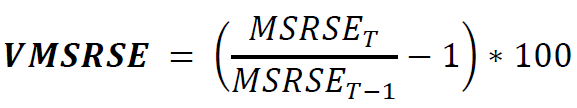 VMSRSE = (MSRSE_T / MSRSE_{T−1} − 1) * 100